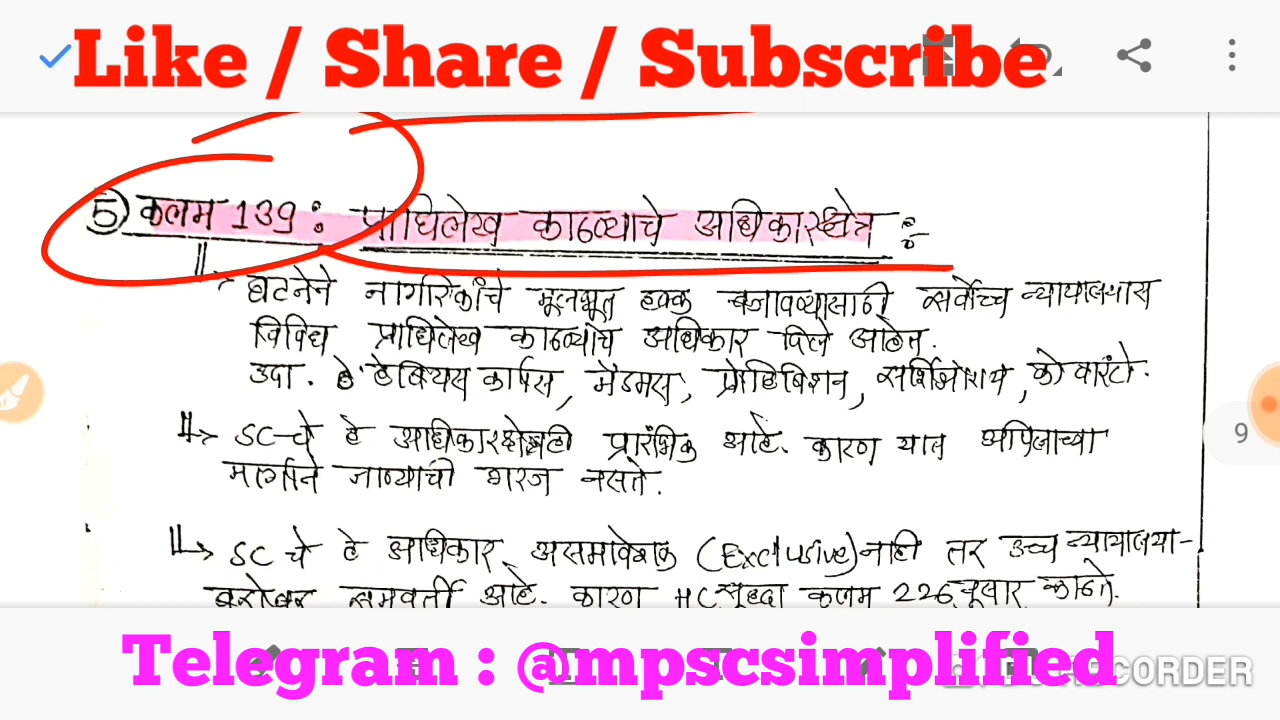 Like / Share / Subscribe
5) कलम 139 : प्राधिलेख काढण्याचे अधिकारक्षेत्र :-
→ घटनेने नागरिकांचे मूलभूत हक्क बजावण्यासाठी सर्वोच्च न्यायालयास
विविध प्राधिलेख काढण्याचे अधिकार दिले आहेत.
उदा. हेबियस कार्पस, मँडमस, प्रोहिबिशन, सर्शिओराय, को वारंटो.
9
→ SC चे हे अधिकारक्षेत्रही प्रारंभिक आहे. कारण यात अपिलाच्या
मार्गाने जाण्याची गरज नसते.
→ SC चे हे अधिकार असमावेशक (Exclusive) नाही तर उच्च न्यायालया-
बरोबर समवर्ती आहे. कारण HC सुद्धा कलम 226 नुसार काढते.
Telegram : @mpscsimplified
RECORDER